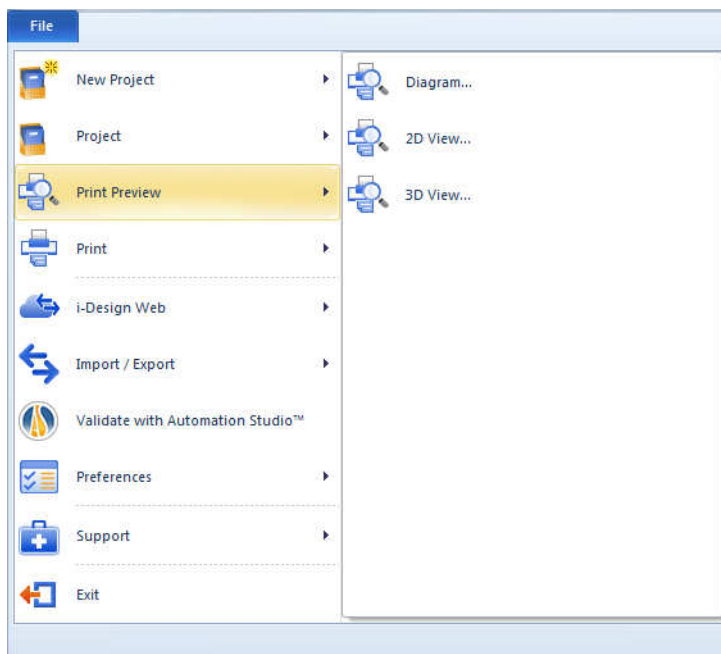 File
New Project
Project
Print Preview
Print
i-Design Web
Import / Export
Validate with Automation Studio™
Preferences
Support
Exit
Diagram...
2D View...
3D View...